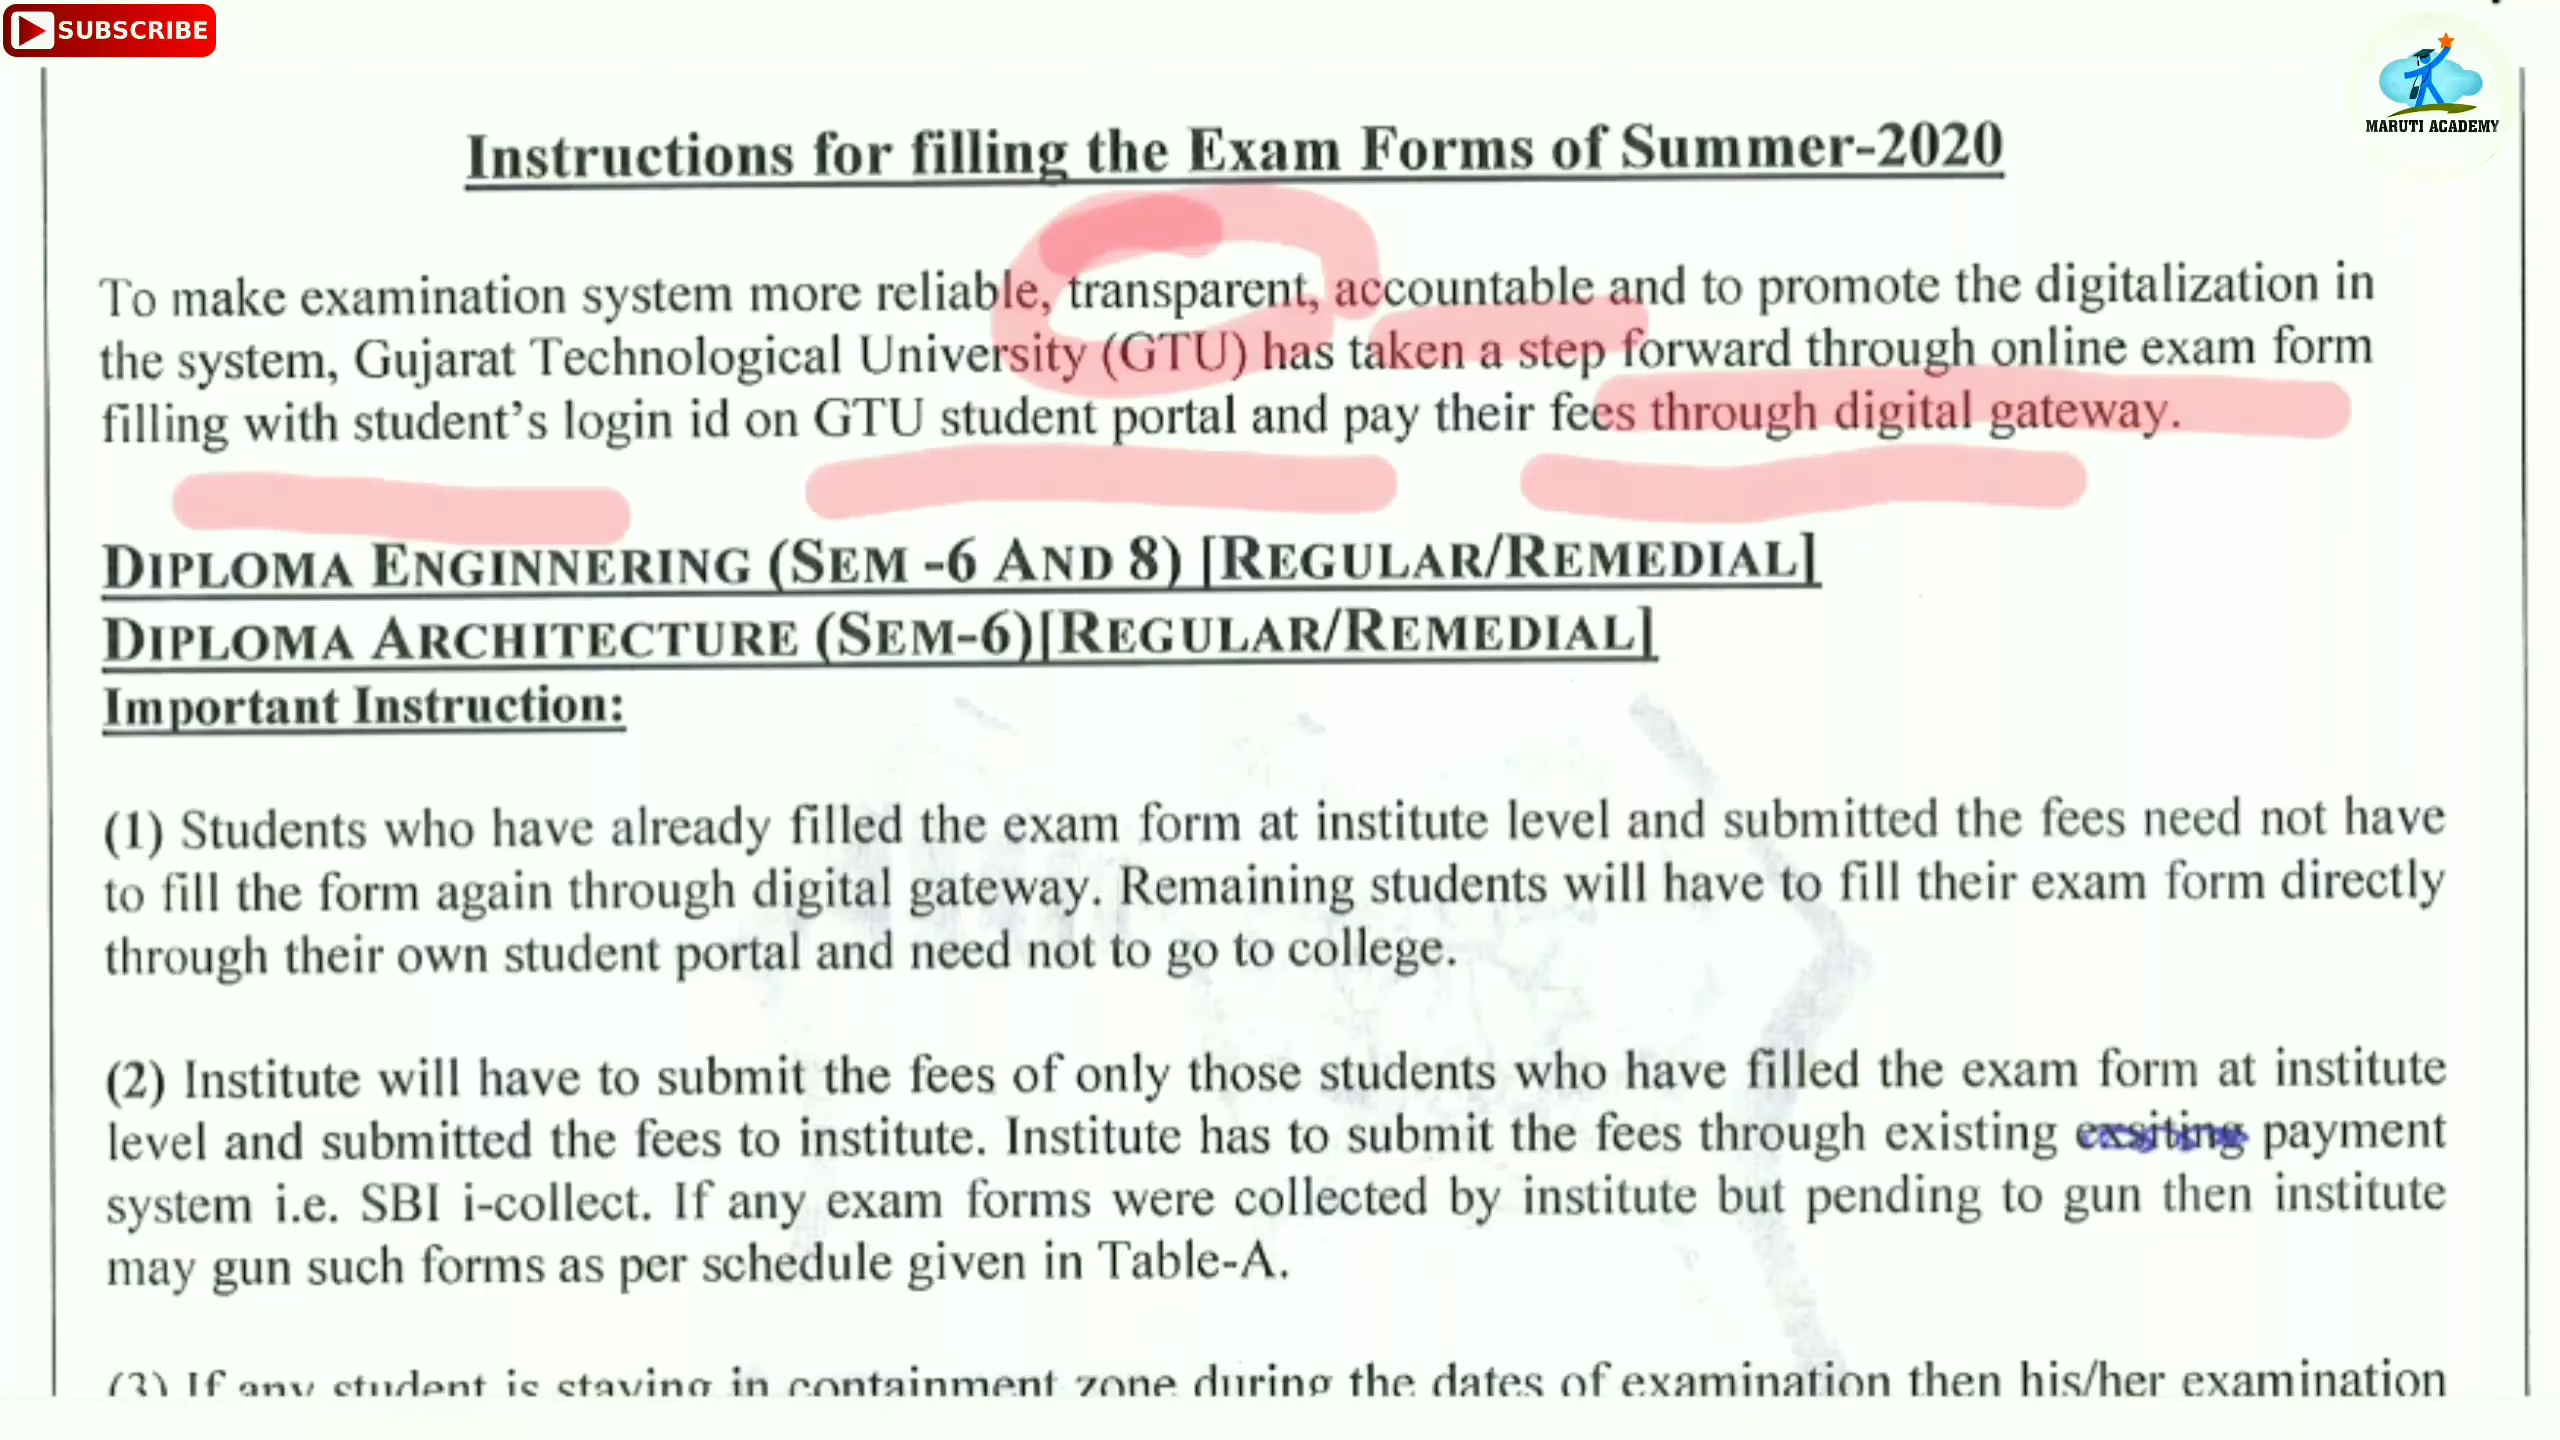 SUBSCRIBE
MARUTI ACADEMY
Instructions for filling the Exam Forms of Summer-2020
To make examination system more reliable, transparent, accountable and to promote the digitalization in
the system, Gujarat Technological University (GTU) has taken a step forward through online exam form
filling with student's login id on GTU student portal and pay their fees through digital gateway.
DIPLOMA ENGINNERING (SEM -6 AND 8) [REGULAR/REMEDIAL]
DIPLOMA ARCHITECTURE (SEM-6)[REGULAR/REMEDIAL]
Important Instruction:
(1) Students who have already filled the exam form at institute level and submitted the fees need not have
to fill the form again through digital gateway. Remaining students will have to fill their exam form directly
through their own student portal and need not to go to college.
(2) Institute will have to submit the fees of only those students who have filled the exam form at institute
level and submitted the fees to institute. Institute has to submit the fees through existing exsiting payment
system i.e. SBI i-collect. If any exam forms were collected by institute but pending to gun then institute
may gun such forms as per schedule given in Table-A.
(3) If any student is staying in containment zone during the dates of examination then his/her examination